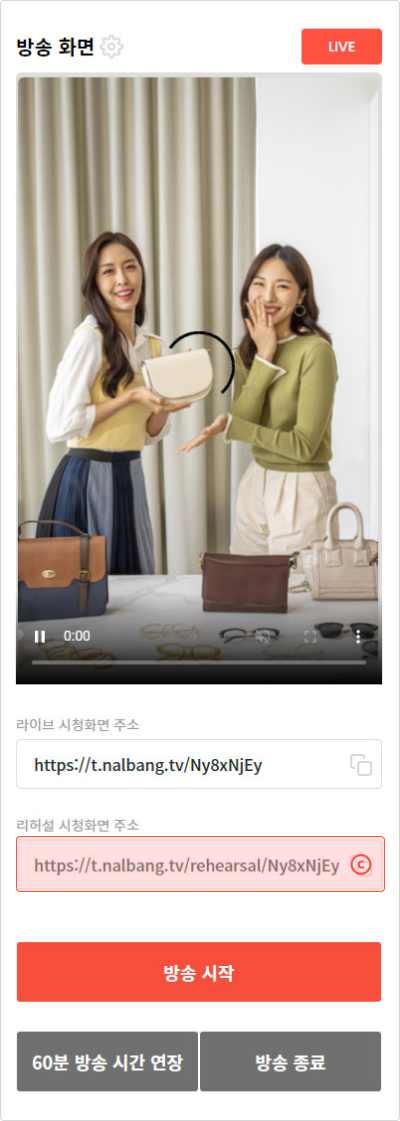 방송 화면
LIVE
0:00
라이브 시청화면 주소
https://t.nalbang.tv/Ny8xNjEy
리허설 시청화면 주소
https://t.nalbang.tv/rehearsal/Ny8xNjEy
C
방송 시작
60분 방송 시간 연장
방송 종료